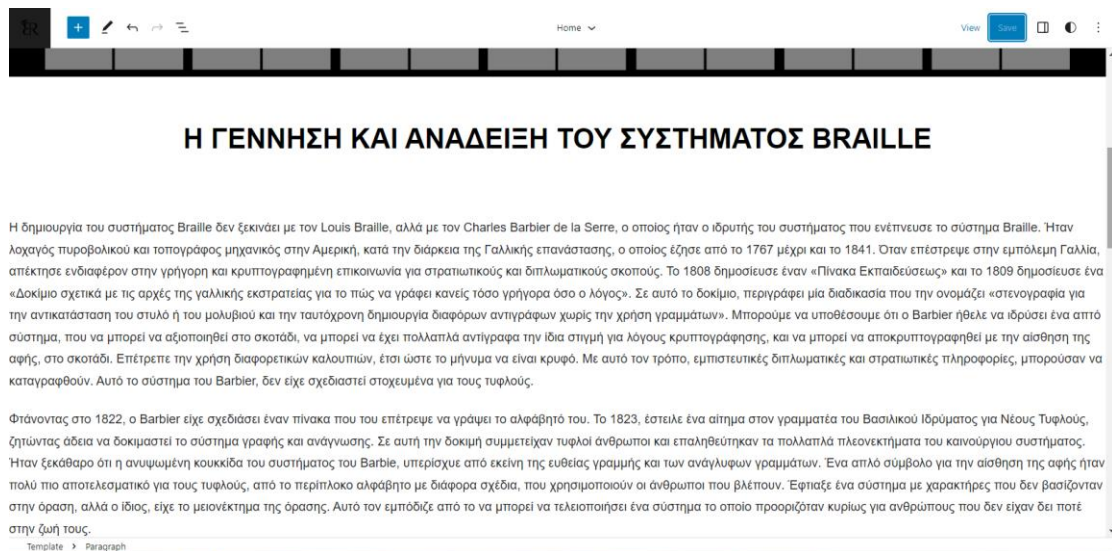 Home
View
Save
Η ΓΕΝΝΗΣΗ ΚΑΙ ΑΝΑΔΕΙΞΗ ΤΟΥ ΣΥΣΤΗΜΑΤΟΣ BRAILLE
Η δημιουργία του συστήματος Braille δεν ξεκινάει με τον Louis Braille, αλλά με τον Charles Barbier de la Serre, ο οποίος ήταν ο ιδρυτής του συστήματος που ενέπνευσε το σύστημα Braille. Ήταν
λοχαγός πυροβολικού και τοπογράφος μηχανικός στην Αμερική, κατά την διάρκεια της Γαλλικής επανάστασης, ο οποίος έζησε από το 1767 μέχρι και το 1841. Όταν επέστρεψε στην εμπόλεμη Γαλλία,
απέκτησε ενδιαφέρον στην γρήγορη και κρυπτογραφημένη επικοινωνία για στρατιωτικούς και διπλωματικούς σκοπούς. Το 1808 δημοσίευσε έναν «Πίνακα Εκπαιδεύσεως» και το 1809 δημοσίευσε ένα
«Δοκίμιο σχετικά με τις αρχές της γαλλικής εκστρατείας για το πώς να γράφει κανείς τόσο γρήγορα όσο ο λόγος». Σε αυτό το δοκίμιο, περιγράφει μία διαδικασία που την ονομάζει «στενογραφία για
την αντικατάσταση του στυλό ή του μολυβιού και την ταυτόχρονη δημιουργία διαφόρων αντιγράφων χωρίς την χρήση γραμμάτων». Μπορούμε να υποθέσουμε ότι ο Barbier ήθελε να ιδρύσει ένα απτό
σύστημα, που να μπορεί να αξιοποιηθεί στο σκοτάδι, να μπορεί να έχει πολλαπλά αντίγραφα την ίδια στιγμή για λόγους κρυπτογράφησης, και να μπορεί να αποκρυπτογραφηθεί με την αίσθηση της
αφής, στο σκοτάδι. Επέτρεπε την χρήση διαφορετικών καλουπιών, έτσι ώστε το μήνυμα να είναι κρυφό. Με αυτό τον τρόπο, εμπιστευτικές διπλωματικές και στρατιωτικές πληροφορίες, μπορούσαν να
καταγραφθούν. Αυτό το σύστημα του Barbier, δεν είχε σχεδιαστεί στοχευμένα για τους τυφλούς.
Φτάνοντας στο 1822, ο Barbier είχε σχεδιάσει έναν πίνακα που του επέτρεψε να γράψει το αλφάβητό του. Το 1823, έστειλε ένα αίτημα στον γραμματέα του Βασιλικού Ιδρύματος για Νέους Τυφλούς,
ζητώντας άδεια να δοκιμαστεί το σύστημα γραφής και ανάγνωσης. Σε αυτή την δοκιμή συμμετείχαν τυφλοί άνθρωποι και επαληθεύτηκαν τα πολλαπλά πλεονεκτήματα του καινούργιου συστήματος.
Ήταν ξεκάθαρο ότι η ανυψωμένη κουκκίδα του συστήματος του Barbie, υπερίσχυε από εκείνη της ευθείας γραμμής και των ανάγλυφων γραμμάτων. Ένα απλό σύμβολο για την αίσθηση της αφής ήταν
πολύ πιο αποτελεσματικό για τους τυφλούς, από το περίπλοκο αλφάβητο με διάφορα σχέδια, που χρησιμοποιούν οι άνθρωποι που βλέπουν. Έφτιαξε ένα σύστημα με χαρακτήρες που δεν βασίζονταν
στην όραση, αλλά ο ίδιος, είχε το μειονέκτημα της όρασης. Αυτό τον εμπόδιζε από το να μπορεί να τελειοποιήσει ένα σύστημα το οποίο προοριζόταν κυρίως για ανθρώπους που δεν είχαν δει ποτέ
στην ζωή τους.
Template > Paragraph